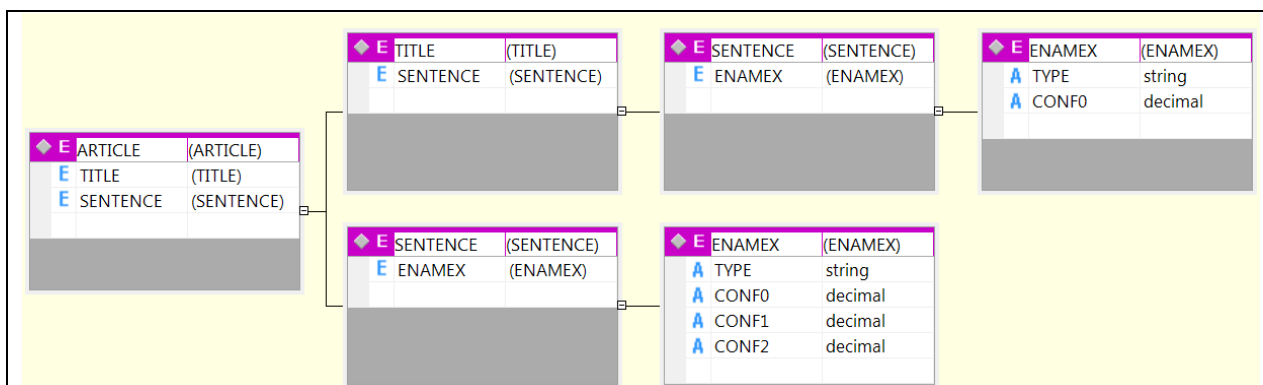 E TITLE (TITLE)
E SENTENCE (SENTENCE)
E SENTENCE (SENTENCE)
E ENAMEX (ENAMEX)
E ENAMEX (ENAMEX)
A TYPE string
A CONF0 decimal
E ARTICLE (ARTICLE)
E TITLE (TITLE)
E SENTENCE (SENTENCE)
E SENTENCE (SENTENCE)
E ENAMEX (ENAMEX)
E ENAMEX (ENAMEX)
A TYPE string
A CONF0 decimal
A CONF1 decimal
A CONF2 decimal